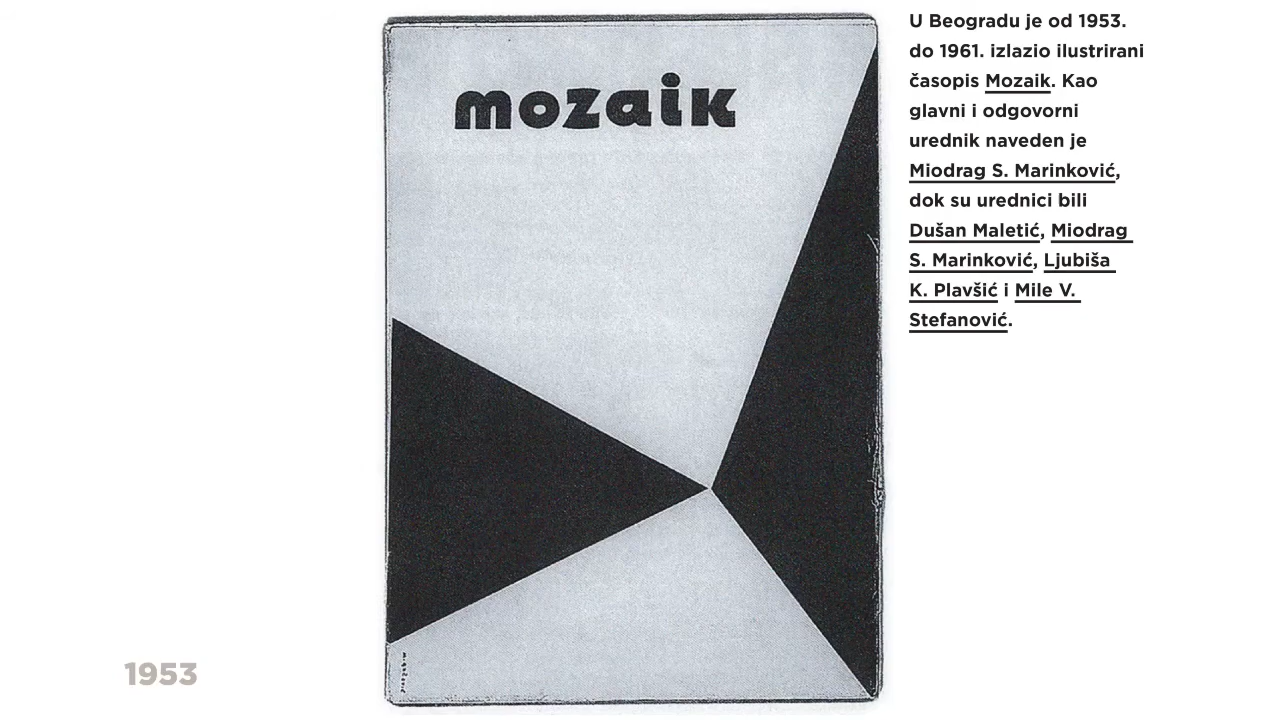 mozaik
U Beogradu je od 1953.
do 1961. izlazio ilustrirani
časopis Mozaik. Kao
glavni i odgovorni
urednik naveden je
Miodrag S. Marinković,
dok su urednici bili
Dušan Maletić, Miodrag
S. Marinković, Ljubiša
K. Plavšić i Mile V.
Stefanović.
1953